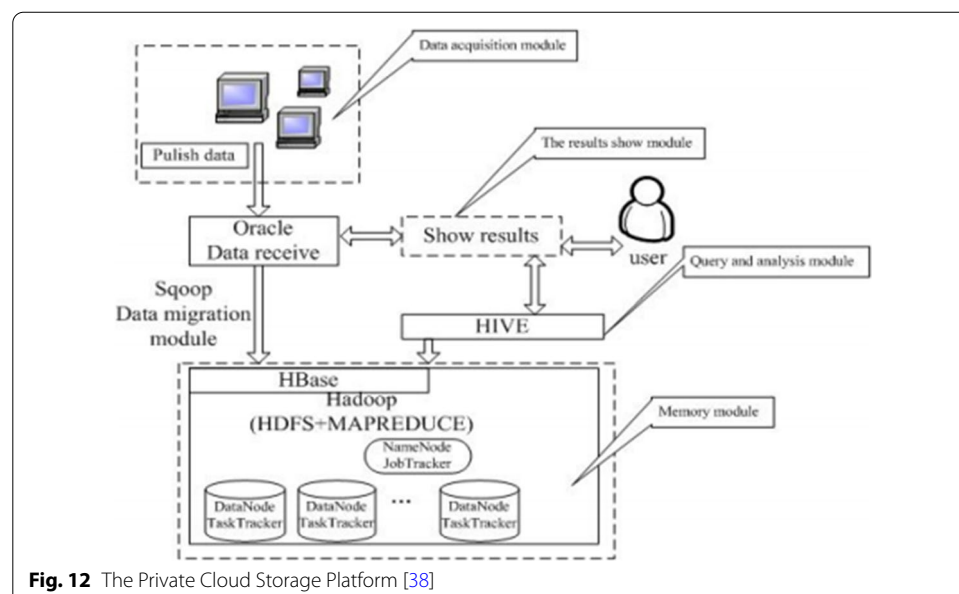 Data acquisition module
Pulish data
The results show module
Oracle
Data receive
Show results
user
Query and analysis module
Sqoop
Data migration
module
HIVE
HBase
Hadoop
(HDFS+MAPREDUCE)
Memory module
NameNode
JobTracker
DataNode
TaskTracker
DataNode
TaskTracker
...
DataNode
TaskTracker
Fig. 12 The Private Cloud Storage Platform [38]